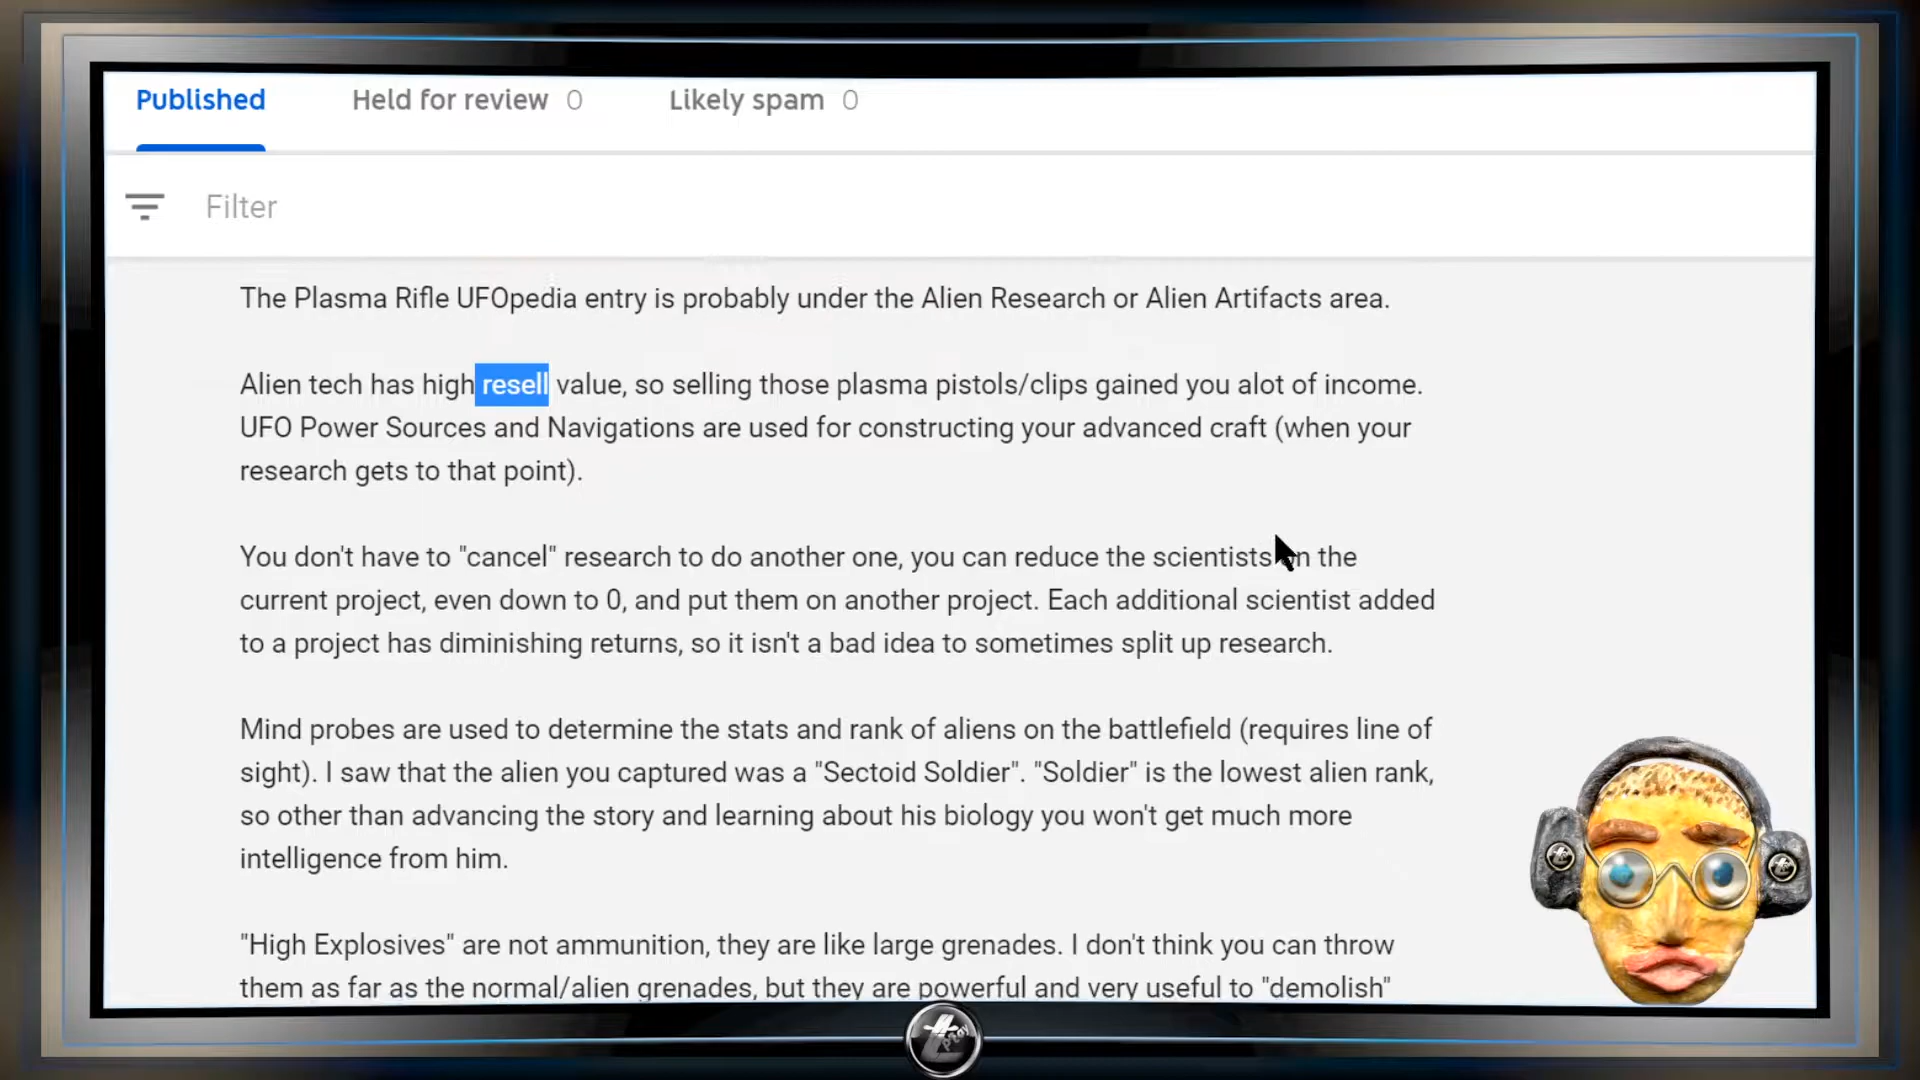 Published Held for review 0 Likely spam 0
Filter
The Plasma Rifle UFOpedia entry is probably under the Alien Research or Alien Artifacts area.
Alien tech has high resell value, so selling those plasma pistols/clips gained you alot of income.
UFO Power Sources and Navigations are used for constructing your advanced craft (when your
research gets to that point).
You don't have to "cancel" research to do another one, you can reduce the scientists on the
current project, even down to 0, and put them on another project. Each additional scientist added
to a project has diminishing returns, so it isn't a bad idea to sometimes split up research.
Mind probes are used to determine the stats and rank of aliens on the battlefield (requires line of
sight). I saw that the alien you captured was a "Sectoid Soldier". "Soldier" is the lowest alien rank,
so other than advancing the story and learning about his biology you won't get much more
intelligence from him.
"High Explosives" are not ammunition, they are like large grenades. I don't think you can throw
them as far as the normal/alien grenades, but they are powerful and very useful to "demolish"